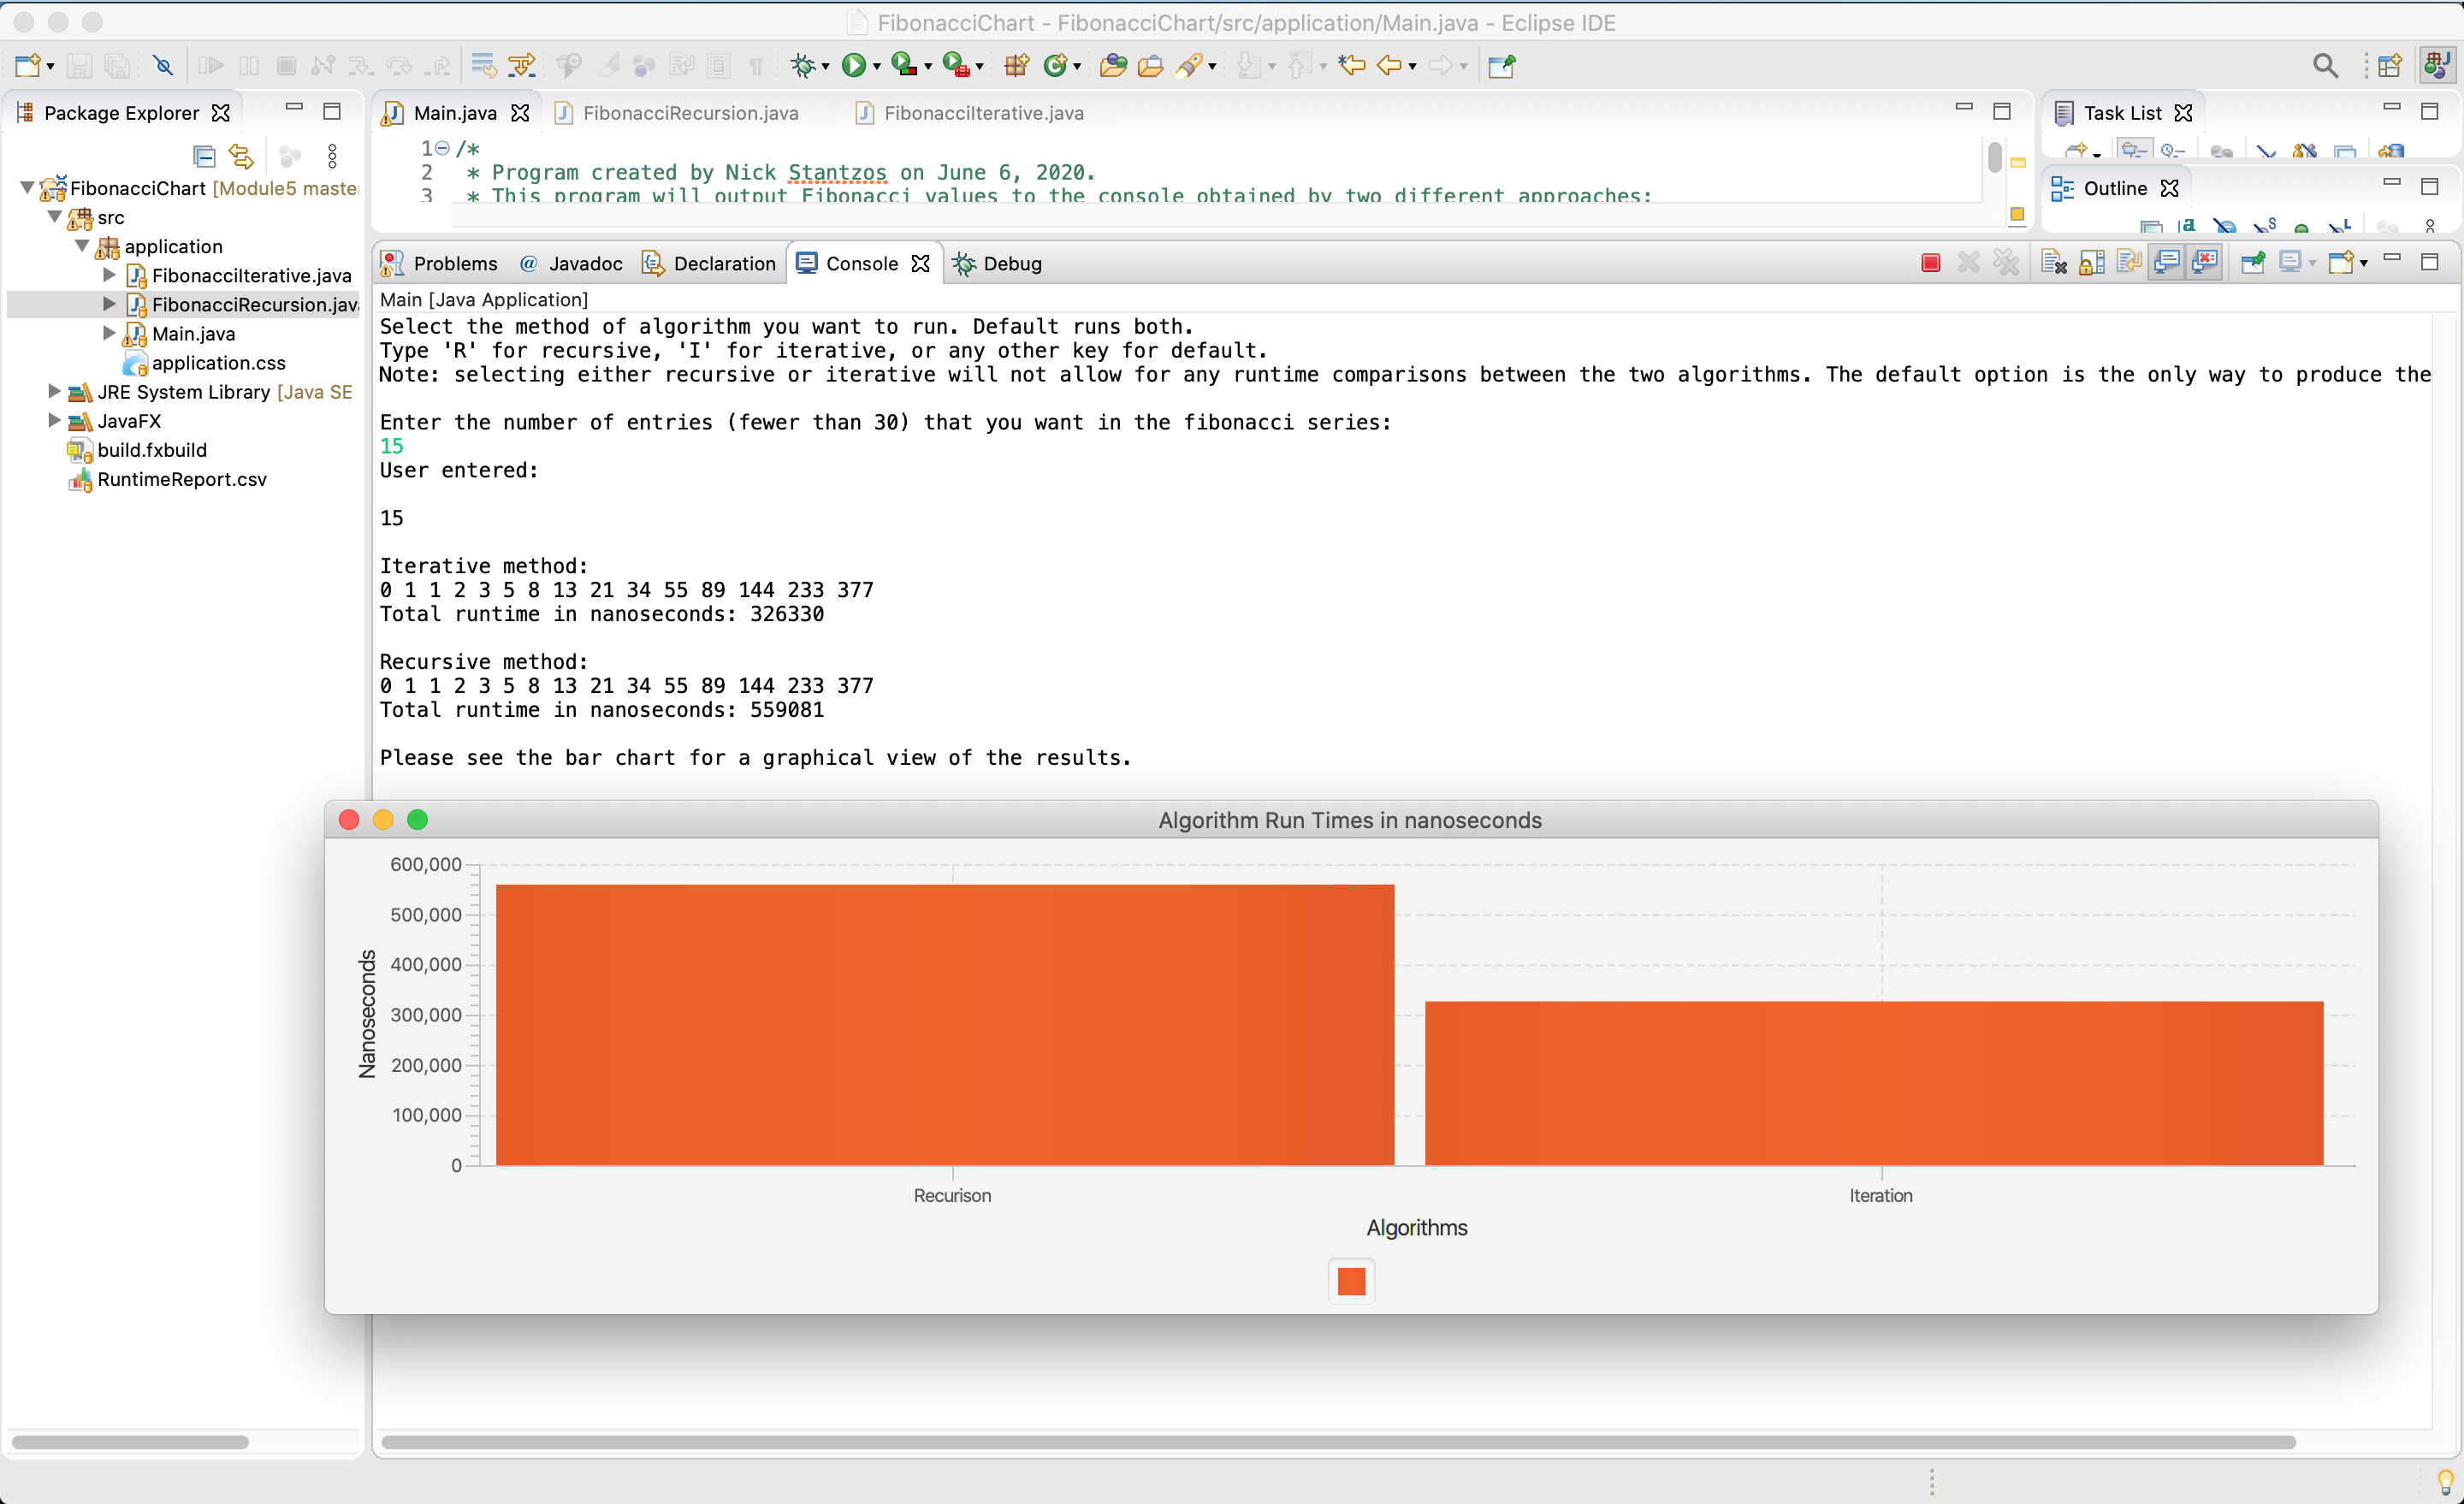 FibonacciChart - FibonacciChart/src/application/Main.java - Eclipse IDE
Package Explorer
FibonacciChart [Module5 maste
src
application
FibonacciIterative.java
FibonacciRecursion.jav
Main.java
application.css
JRE System Library [Java SE
JavaFX
build.fxbuild
RuntimeReport.csv
Main.java FibonacciRecursion.java FibonacciIterative.java
1 /*
2 * Program created by Nick Stantzos on June 6, 2020.
3 * This program will output Fibonacci values to the console obtained by two different approaches:
Task List
Outline
Problems Javadoc Declaration Console Debug
Main [Java Application]
Select the method of algorithm you want to run. Default runs both.
Type 'R' for recursive, 'I' for iterative, or any other key for default.
Note: selecting either recursive or iterative will not allow for any runtime comparisons between the two algorithms. The default option is the only way to produce the
Enter the number of entries (fewer than 30) that you want in the fibonacci series:
15
User entered:
15
Iterative method:
0 1 1 2 3 5 8 13 21 34 55 89 144 233 377
Total runtime in nanoseconds: 326330
Recursive method:
0 1 1 2 3 5 8 13 21 34 55 89 144 233 377
Total runtime in nanoseconds: 559081
Please see the bar chart for a graphical view of the results.
Algorithm Run Times in nanoseconds
Nanoseconds
600,000
500,000
400,000
300,000
200,000
100,000
0
Recurison Iteration
Algorithms